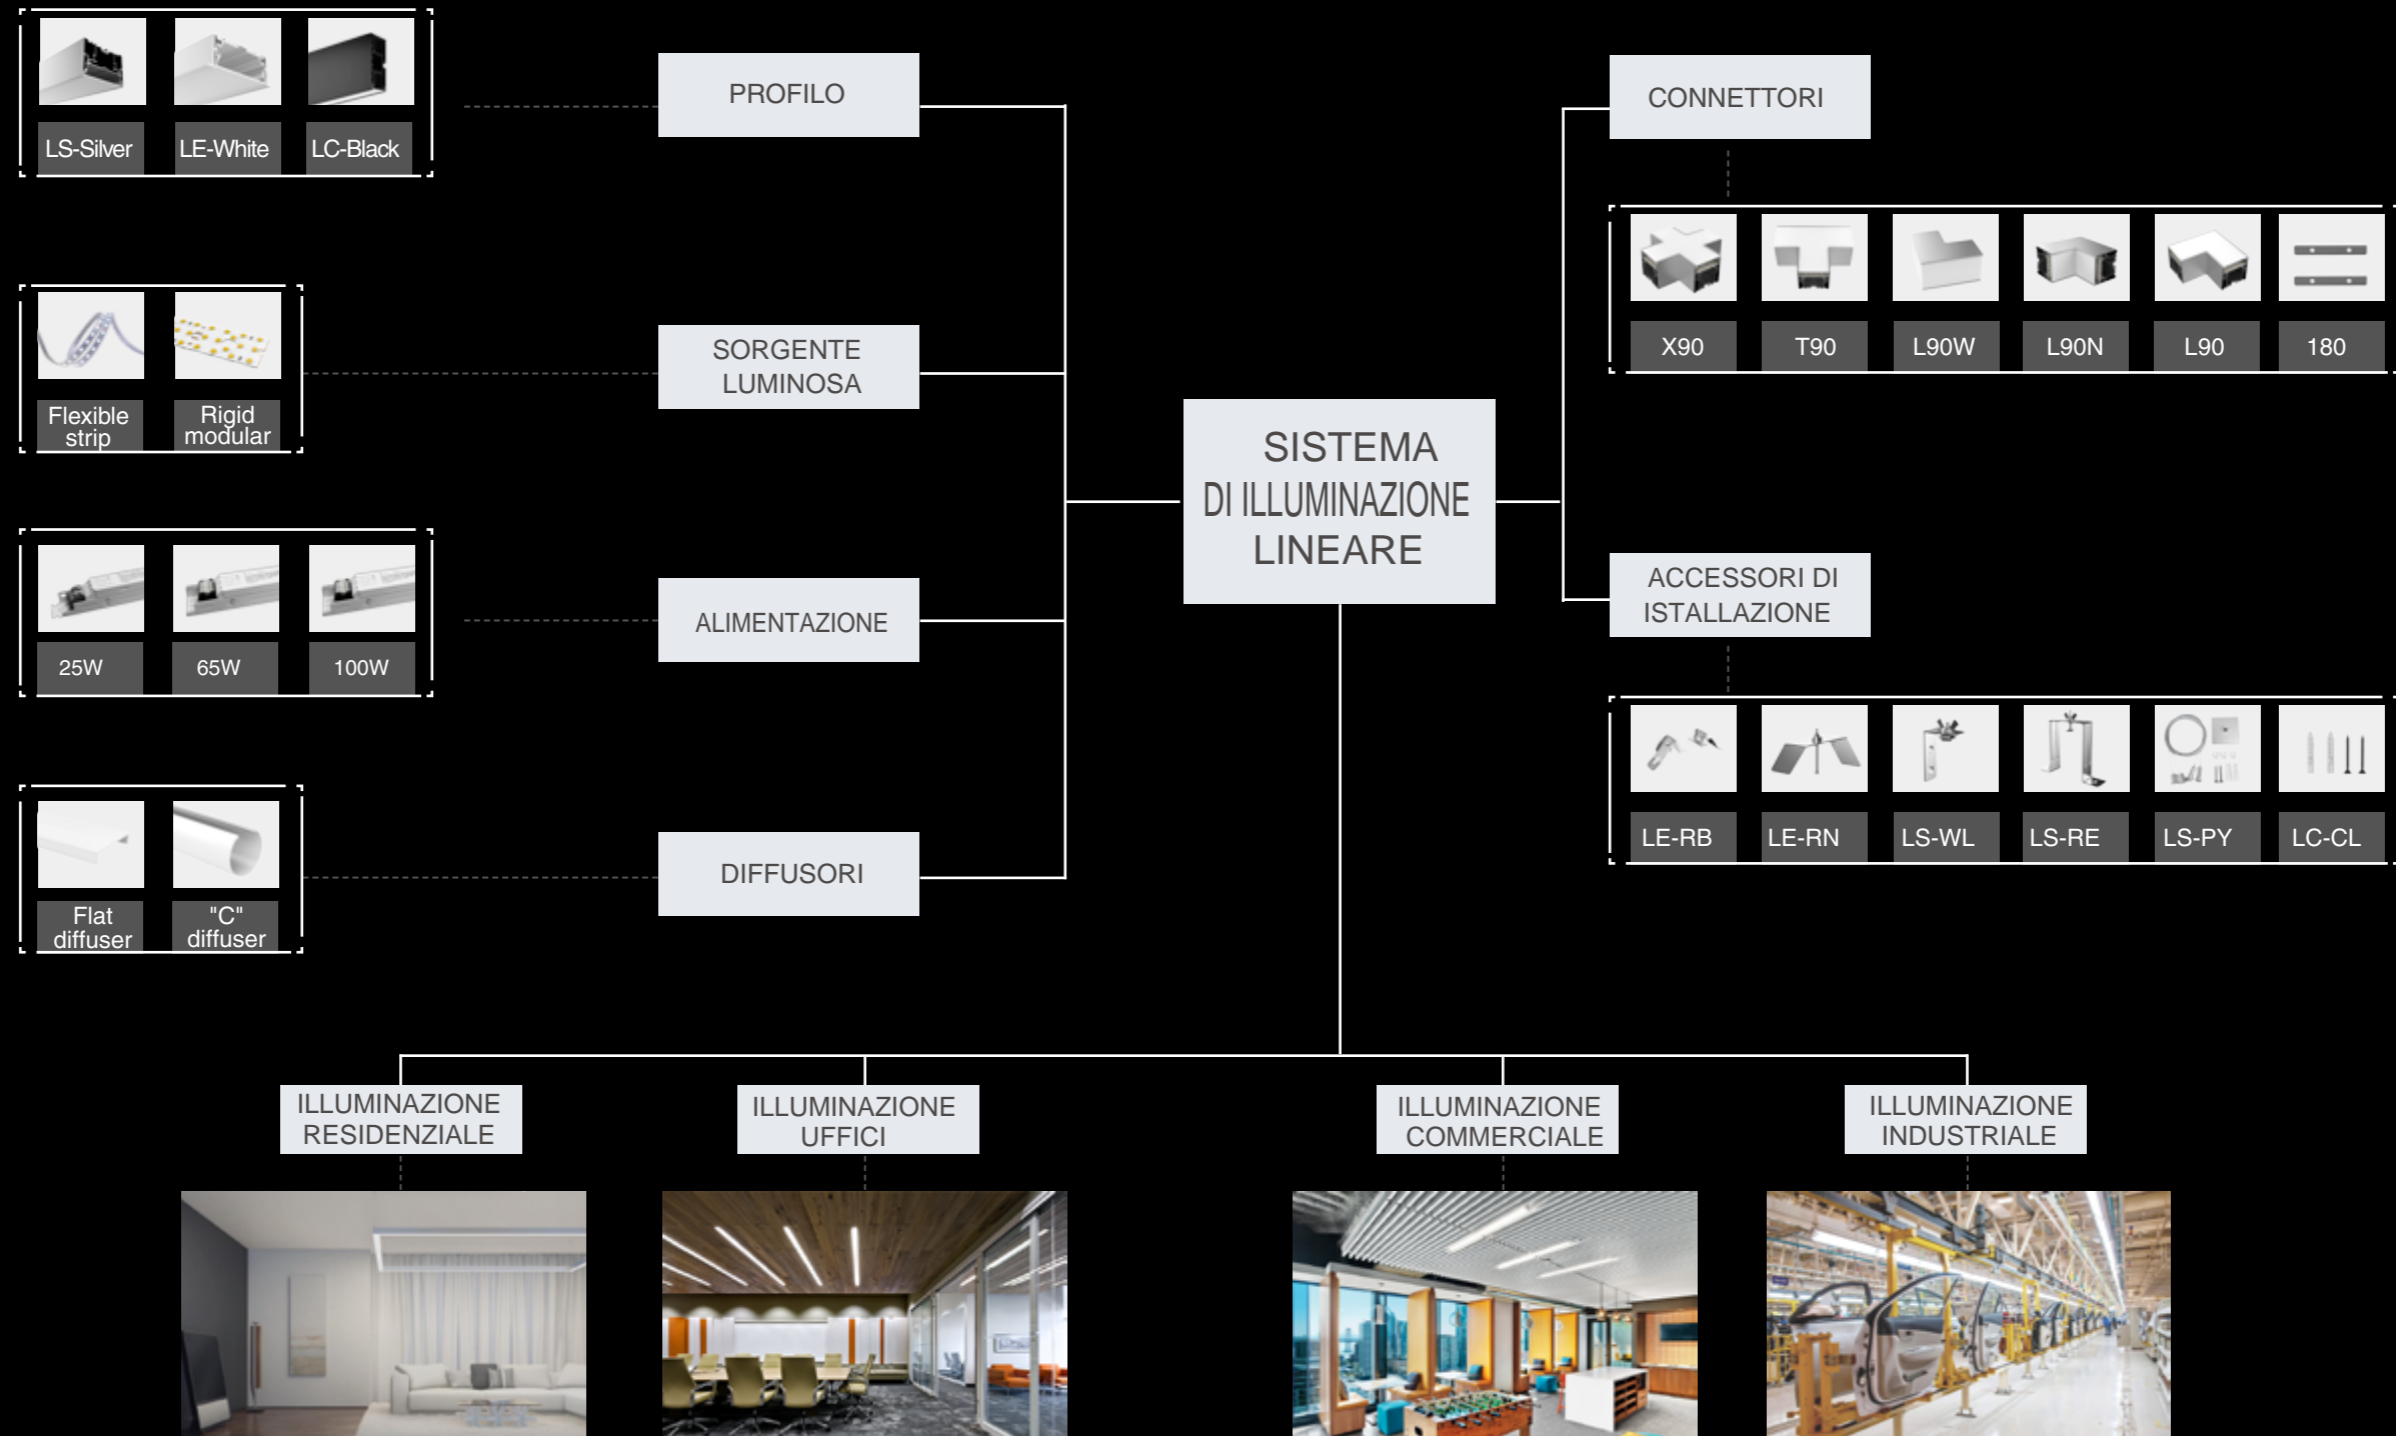 PROFILO
LS-Silver
LE-White
LC-Black
SORGENTE
LUMINOSA
Flexible
strip
Rigid
modular
ALIMENTAZIONE
25W
65W
100W
DIFFUSORI
Flat
diffuser
"C"
diffuser
SISTEMA
DI ILLUMINAZIONE
LINEARE
CONNETTORI
X90
T90
L90W
L90N
L90
180
ACCESSORI DI
ISTALLAZIONE
LE-RB
LE-RN
LS-WL
LS-RE
LS-PY
LC-CL
ILLUMINAZIONE
RESIDENZIALE
ILLUMINAZIONE
UFFICI
ILLUMINAZIONE
COMMERCIALE
ILLUMINAZIONE
INDUSTRIALE